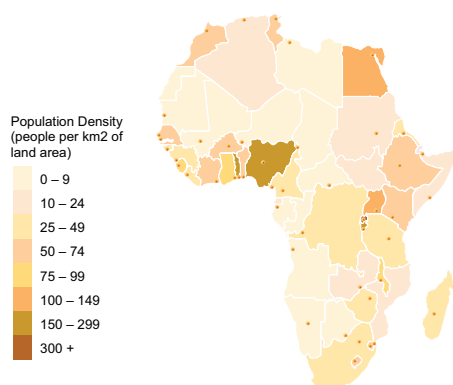 Population Density
(people per km2 of
land area)
0 – 9
10 – 24
25 – 49
50 – 74
75 – 99
100 – 149
150 – 299
300 +